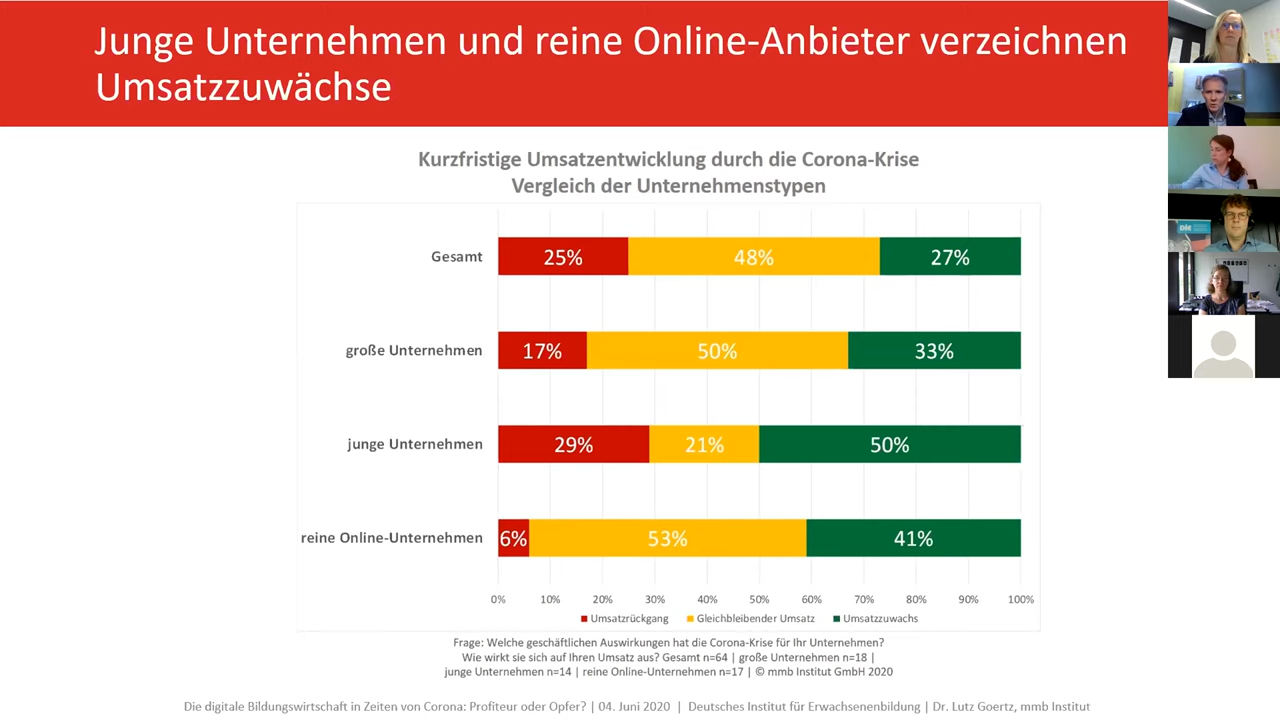 Junge Unternehmen und reine Online-Anbieter verzeichnen
Umsatzzuwächse
Kurzfristige Umsatzentwicklung durch die Corona-Krise
Vergleich der Unternehmenstypen
Gesamt 25% 48% 27%
große Unternehmen 17% 50% 33%
junge Unternehmen 29% 21% 50%
reine Online-Unternehmen 6% 53% 41%
0% 10% 20% 30% 40% 50% 60% 70% 80% 90% 100%
Umsatzrückgang Gleichbleibender Umsatz Umsatzzuwachs
Frage: Welche geschäftlichen Auswirkungen hat die Corona-Krise für Ihr Unternehmen?
Wie wirkt sie sich auf Ihren Umsatz aus? Gesamt n=64 | große Unternehmen n=18 |
junge Unternehmen n=14 | reine Online-Unternehmen n=17 | © mmb Institut GmbH 2020
Die digitale Bildungswirtschaft in Zeiten von Corona: Profiteur oder Opfer? | 04. Juni 2020 | Deutsches Institut für Erwachsenenbildung | Dr. Lutz Goertz, mmb Institut
DIE